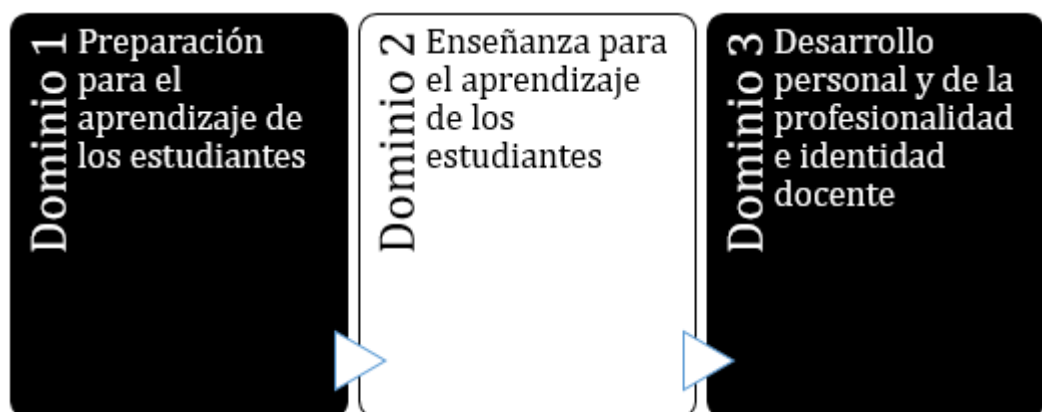 Dominio 1
Preparación
para el
aprendizaje de
los estudiantes
Dominio 2
Enseñanza para
el aprendizaje
de los
estudiantes
Dominio 3
Desarrollo
personal y de la
profesionalidad
e identidad
docente